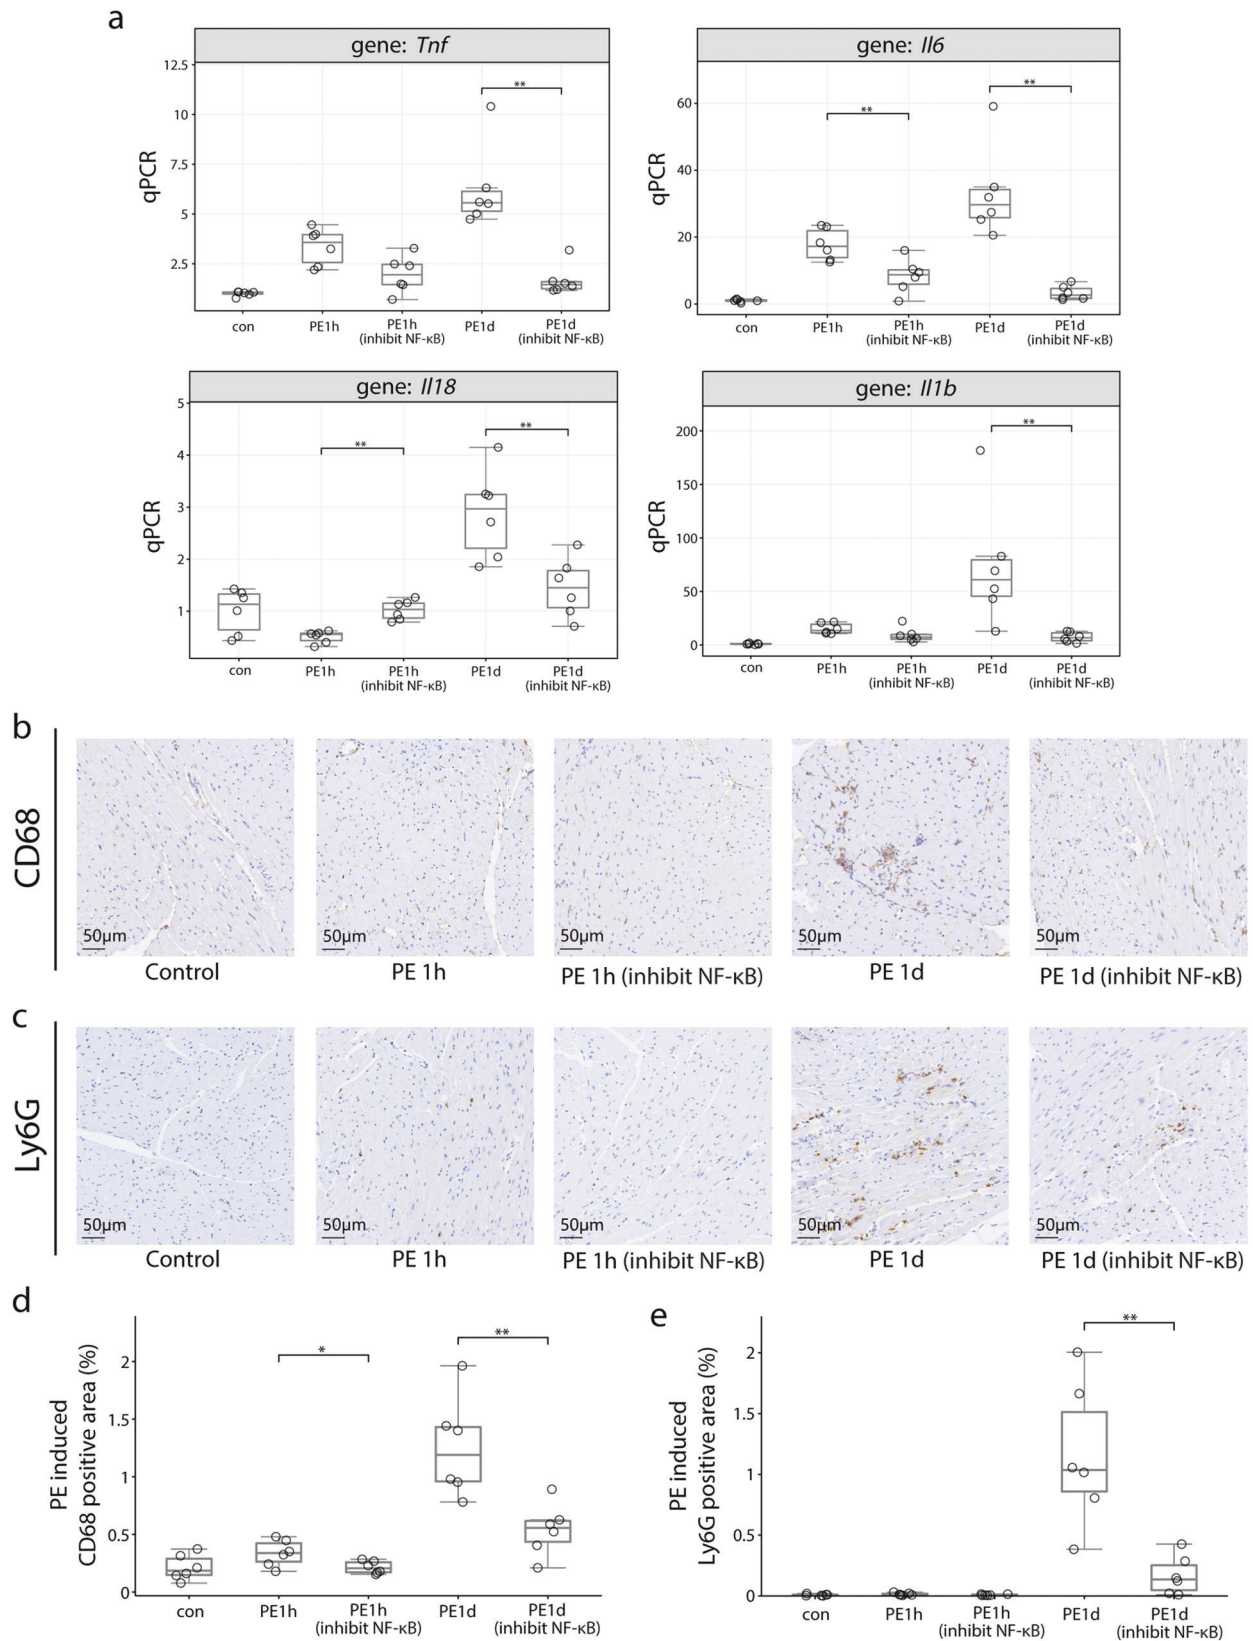 a
gene: Tnf
12.5
10
7.5
5
2.5
qPCR
**
con
PE1h
PE1h
(inhibit NF-κB)
PE1d
PE1d
(inhibit NF-κB)
gene: Il6
60
40
20
0
qPCR
**
**
con
PE1h
PE1h
(inhibit NF-κB)
PE1d
PE1d
(inhibit NF-κB)
gene: Il18
5
4
3
2
1
qPCR
**
**
con
PE1h
PE1h
(inhibit NF-κB)
PE1d
PE1d
(inhibit NF-κB)
gene: Il1b
200
150
100
50
0
qPCR
**
con
PE1h
PE1h
(inhibit NF-κB)
PE1d
PE1d
(inhibit NF-κB)
b
CD68
50μm
50μm
50μm
50μm
50μm
Control
PE 1h
PE 1h (inhibit NF-κB)
PE 1d
PE 1d (inhibit NF-κB)
c
Ly6G
50μm
50μm
50μm
50μm
50μm
Control
PE 1h
PE 1h (inhibit NF-κB)
PE 1d
PE 1d (inhibit NF-κB)
d
PE induced
CD68 positive area (%)
2
1.5
1
0.5
0
*
**
con
PE1h
PE1h
(inhibit NF-κB)
PE1d
PE1d
(inhibit NF-κB)
e
PE induced
Ly6G positive area (%)
2
1.5
1
0.5
0
**
con
PE1h
PE1h
(inhibit NF-κB)
PE1d
PE1d
(inhibit NF-κB)